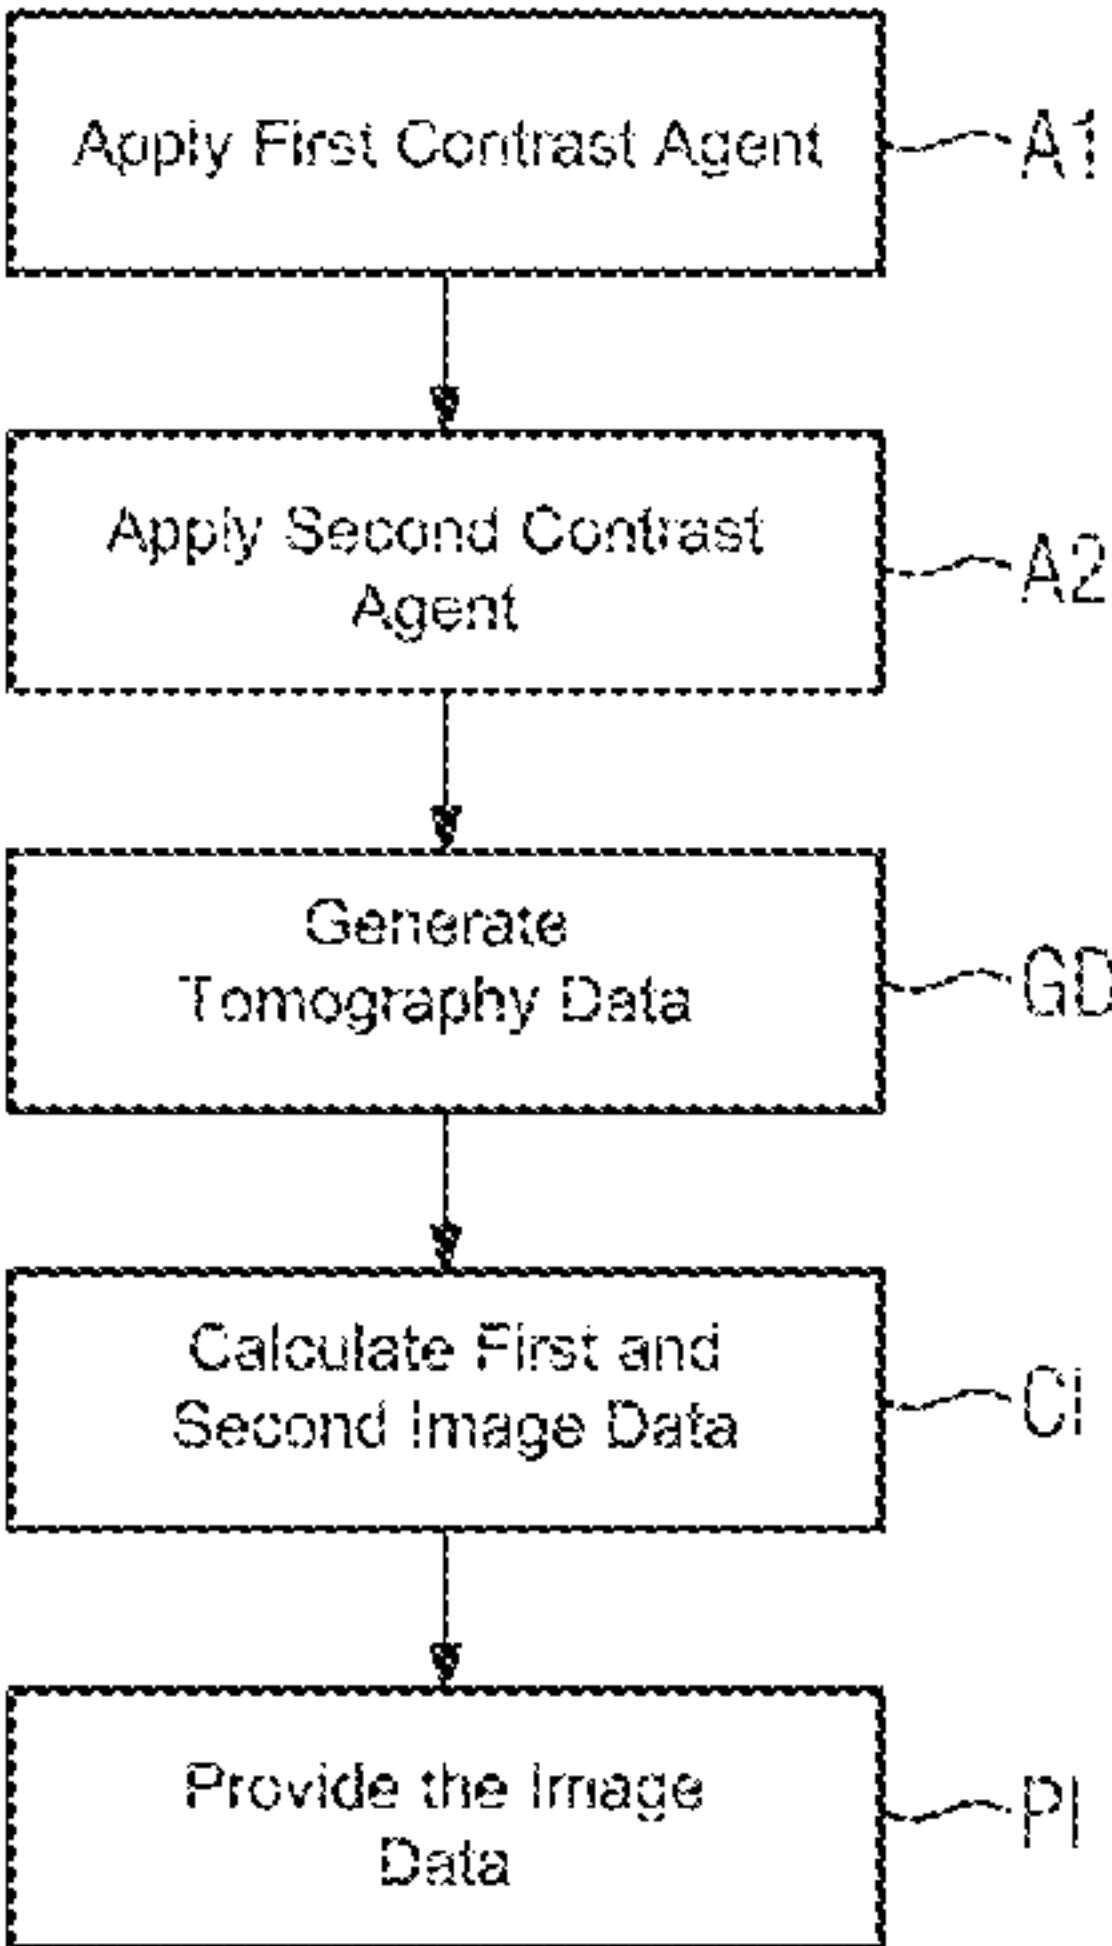 Apply First Contrast Agent
A1
Apply Second Contrast
Agent
A2
Generate
Tomography Data
GD
Calculate First and
Second Image Data
CI
Provide the Image
Data
PI